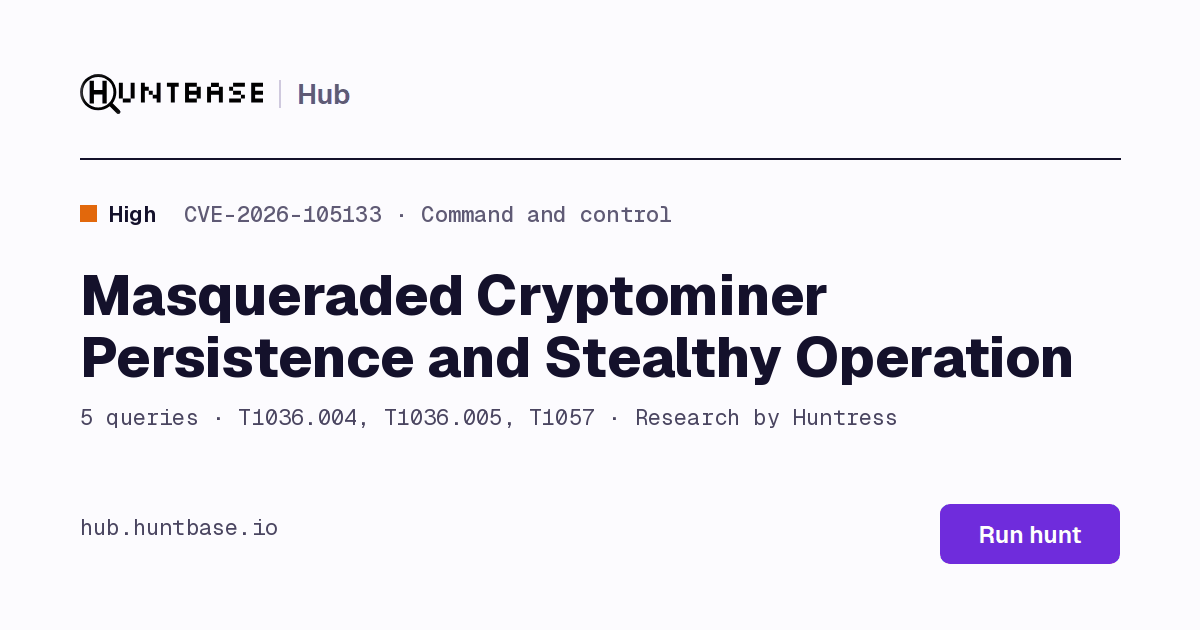 HUNTBASE Hub
High CVE-2026-105133 · Command and control
Masqueraded Cryptominer
Persistence and Stealthy Operation
5 queries · T1036.004, T1036.005, T1057 · Research by Huntress
hub.huntbase.io
Run hunt